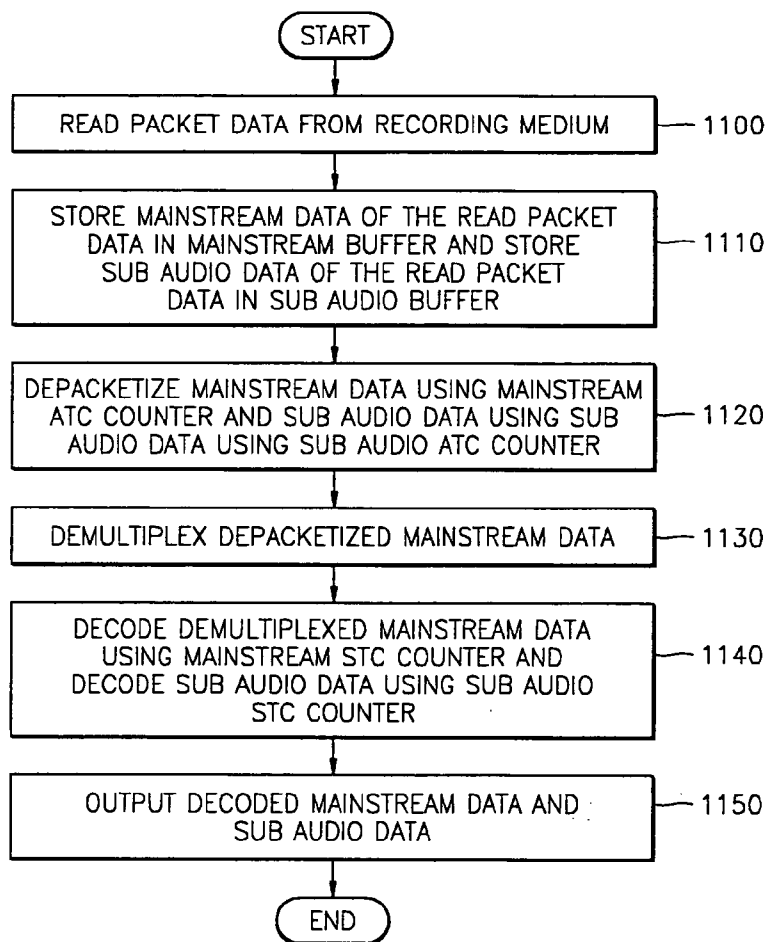 START
READ PACKET DATA FROM RECORDING MEDIUM
1100
STORE MAINSTREAM DATA OF THE READ PACKET
DATA IN MAINSTREAM BUFFER AND STORE
SUB AUDIO DATA OF THE READ PACKET
DATA IN SUB AUDIO BUFFER
1110
DEPACKETIZE MAINSTREAM DATA USING MAINSTREAM
ATC COUNTER AND SUB AUDIO DATA USING SUB
AUDIO DATA USING SUB AUDIO ATC COUNTER
1120
DEMULTIPLEX DEPACKETIZED MAINSTREAM DATA
1130
DECODE DEMULTIPLEXED MAINSTREAM DATA
USING MAINSTREAM STC COUNTER AND
DECODE SUB AUDIO DATA USING SUB AUDIO
STC COUNTER
1140
OUTPUT DECODED MAINSTREAM DATA AND
SUB AUDIO DATA
1150
END